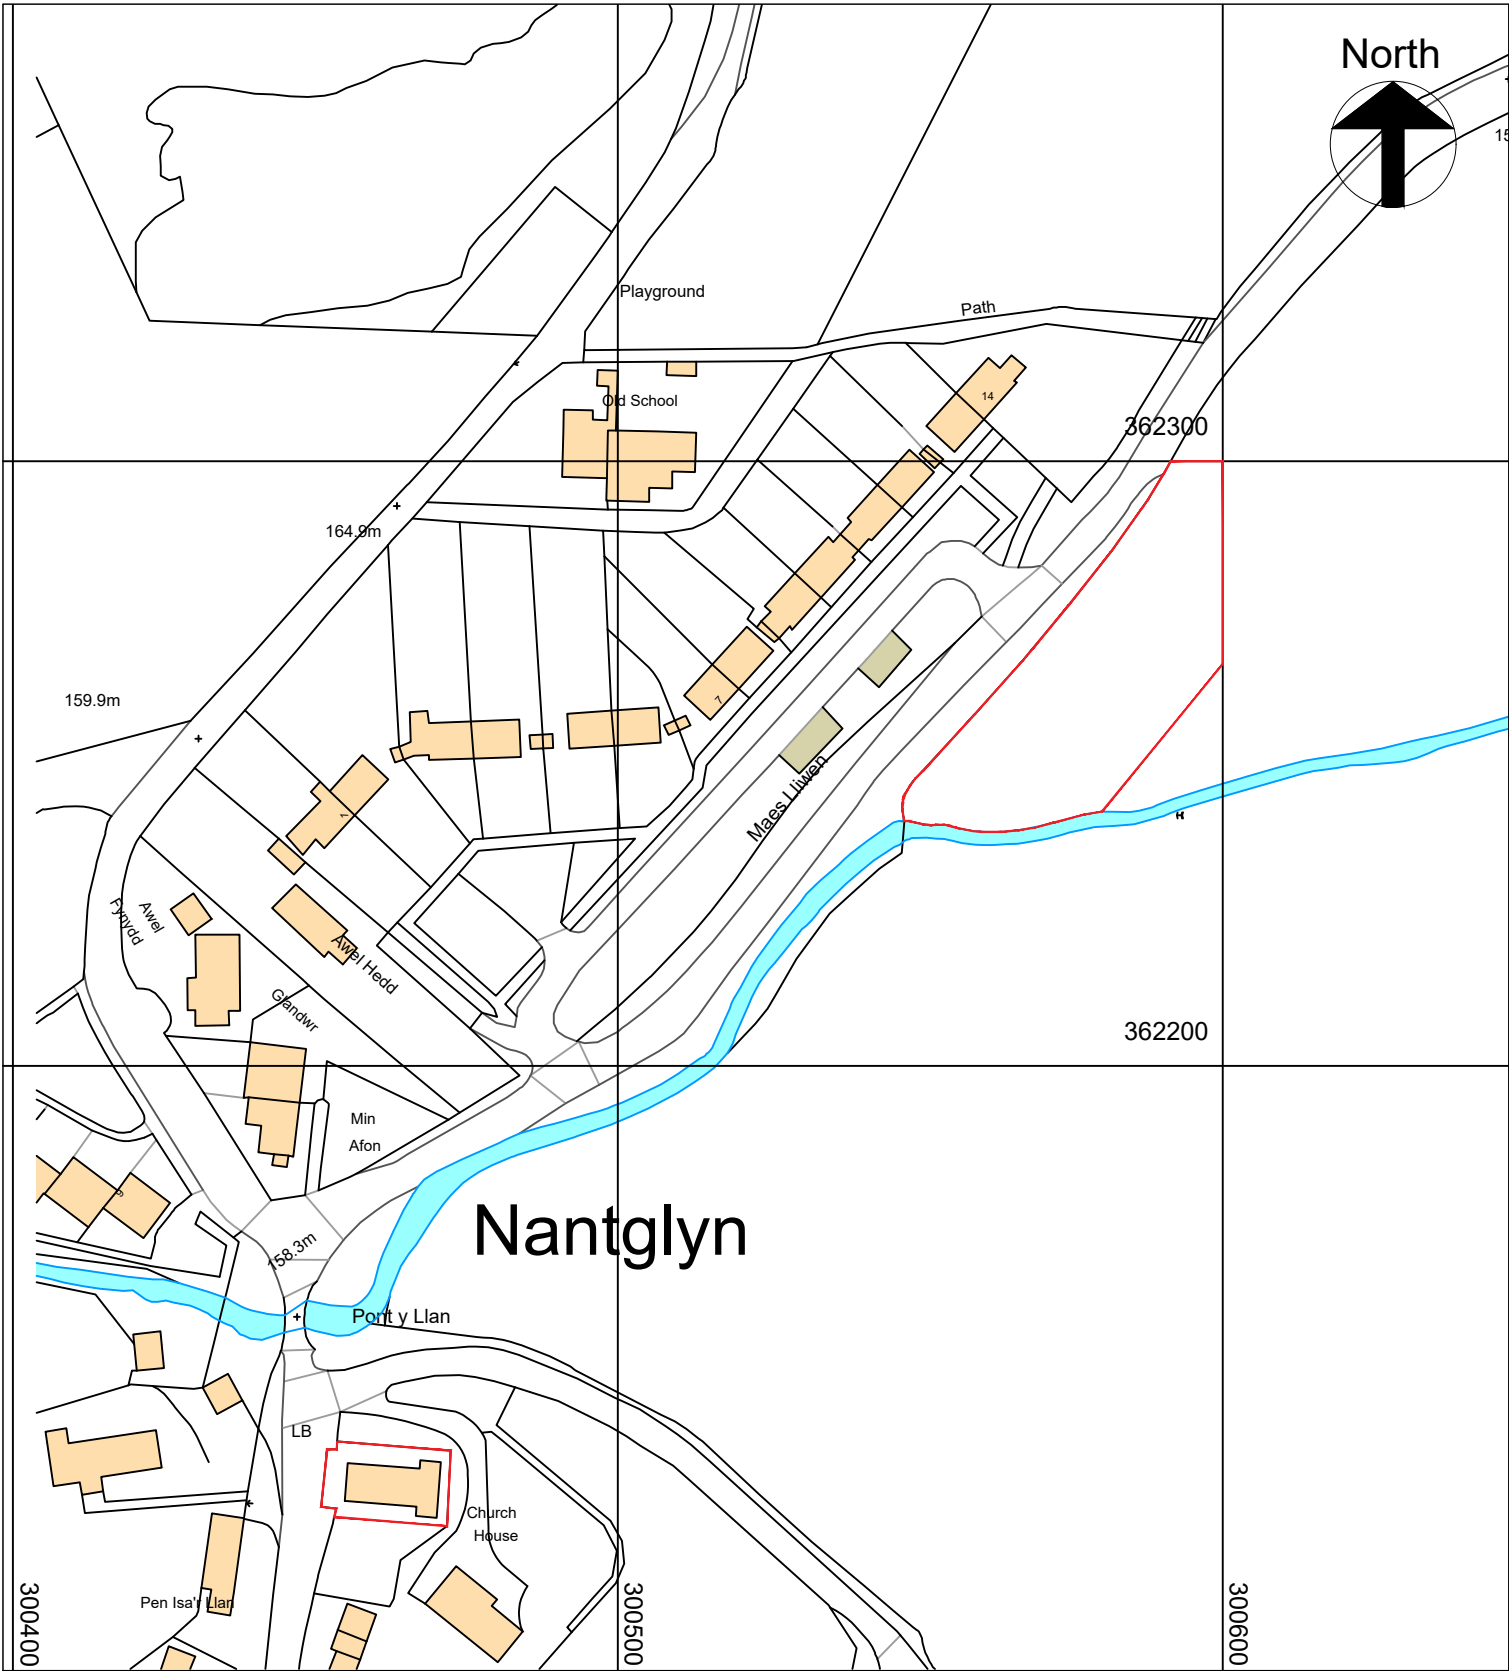 North
15
Playground
Path
14
Old School
362300
164.9m
159.9m
7
Maes Lliwen
Awel
Fynydd
Awel Hedd
Glandwr
362200
Min
Afon
Nantglyn
158.3m
Pont y Llan
LB
Church
House
Pen Isa'r Llan
300400
300500
300600